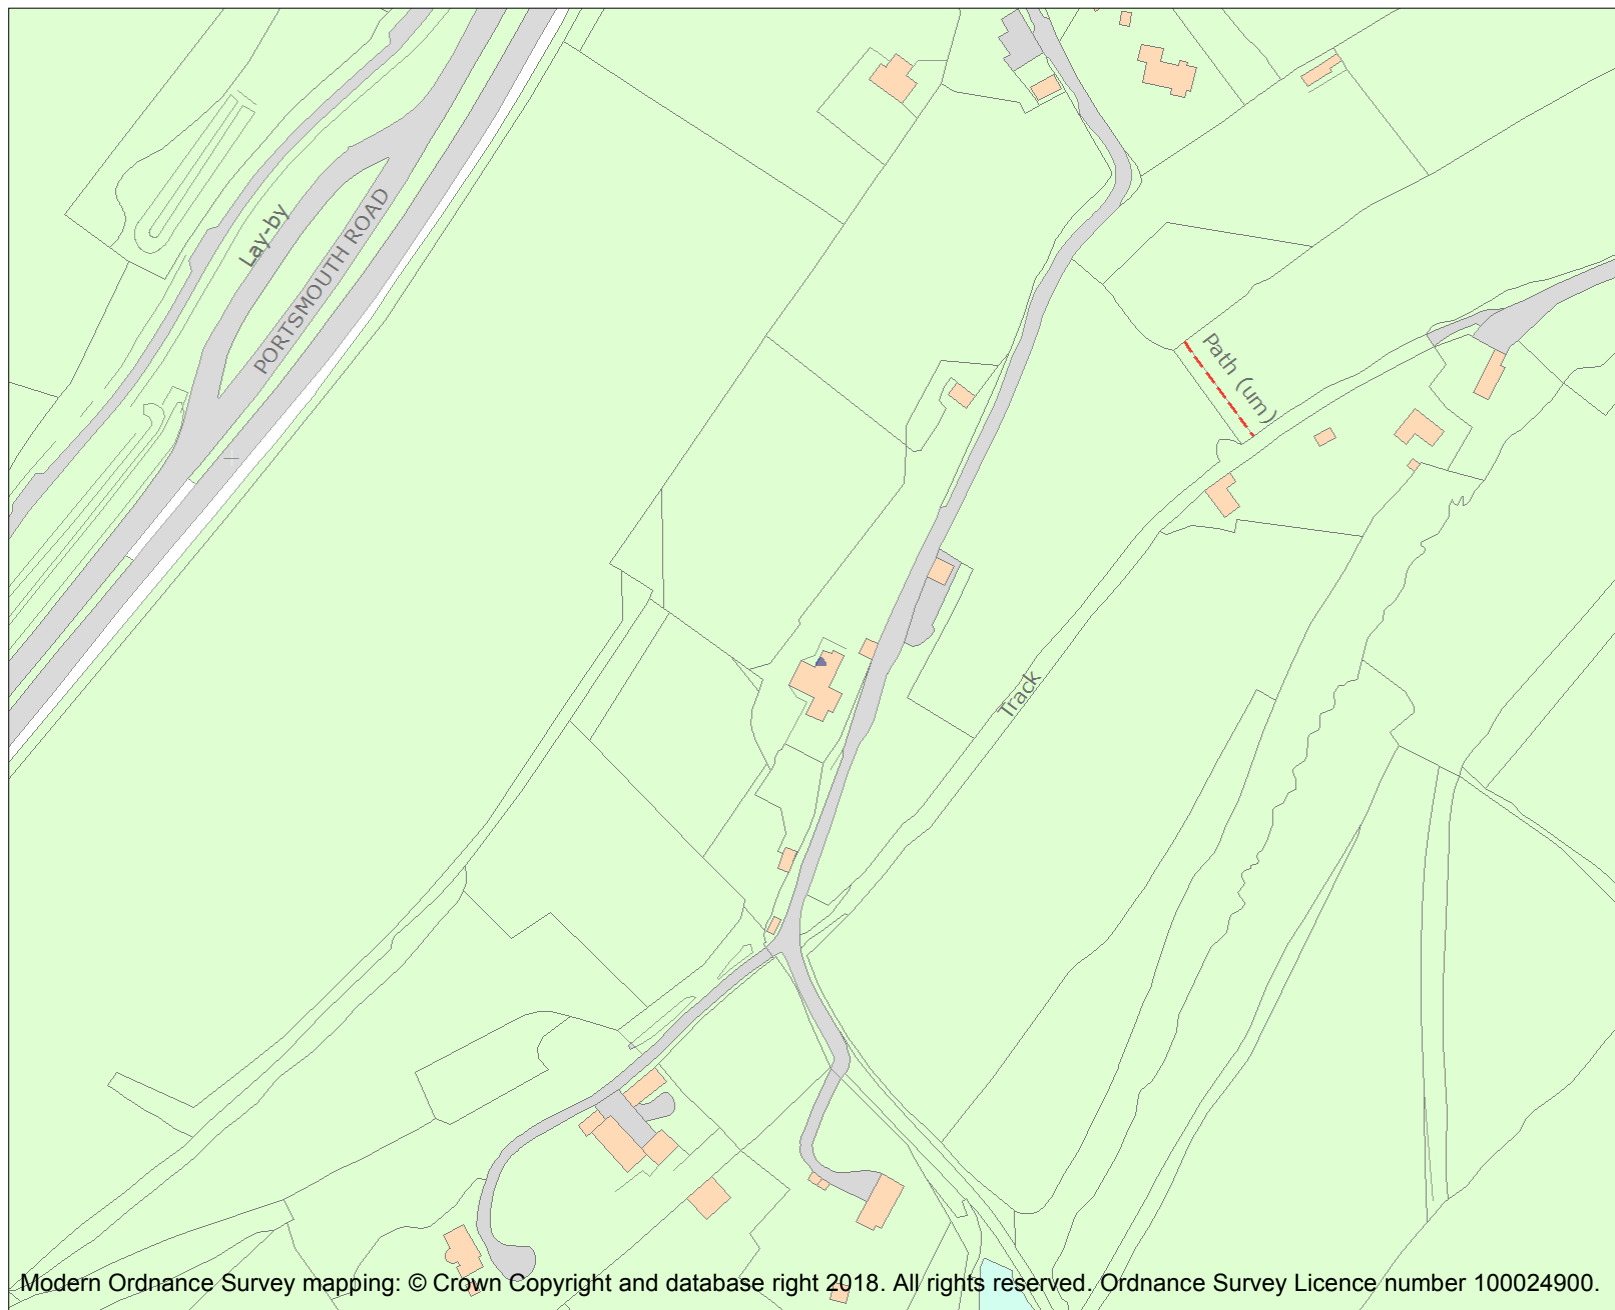 Lay-by
PORTSMOUTH ROAD
Path (um)
Track
Modern Ordnance Survey mapping: © Crown Copyright and database right 2018. All rights reserved. Ordnance Survey Licence number 100024900.